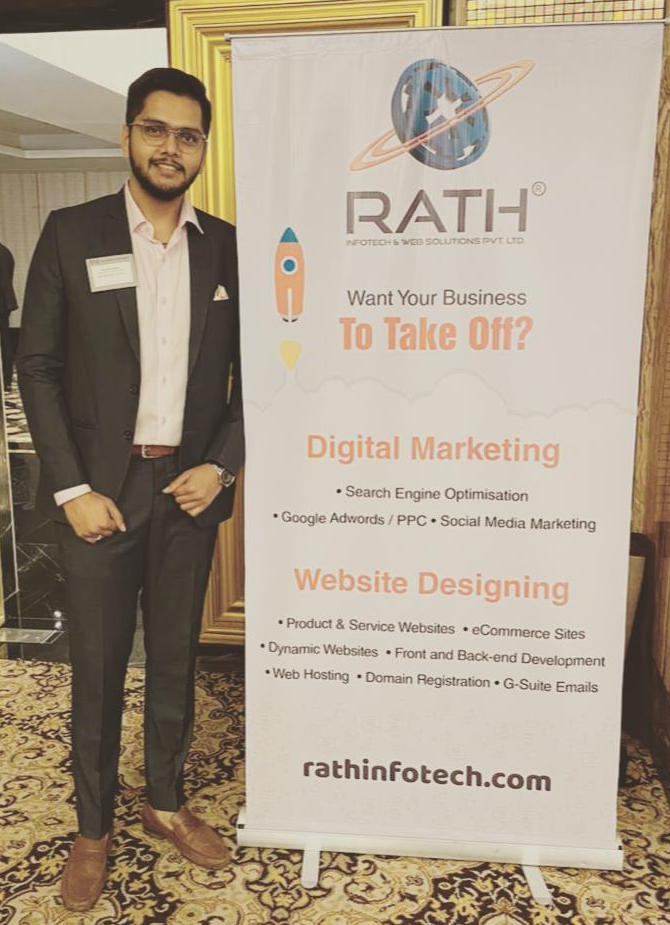 RATH®
INFOTECH & WEB SOLUTIONS PVT. LTD.
Want Your Business
To Take Off?
Digital Marketing
• Search Engine Optimisation
• Google Adwords / PPC • Social Media Marketing
Website Designing
• Product & Service Websites • eCommerce Sites
• Dynamic Websites • Front and Back-end Development
• Web Hosting • Domain Registration • G-Suite Emails
rathinfotech.com